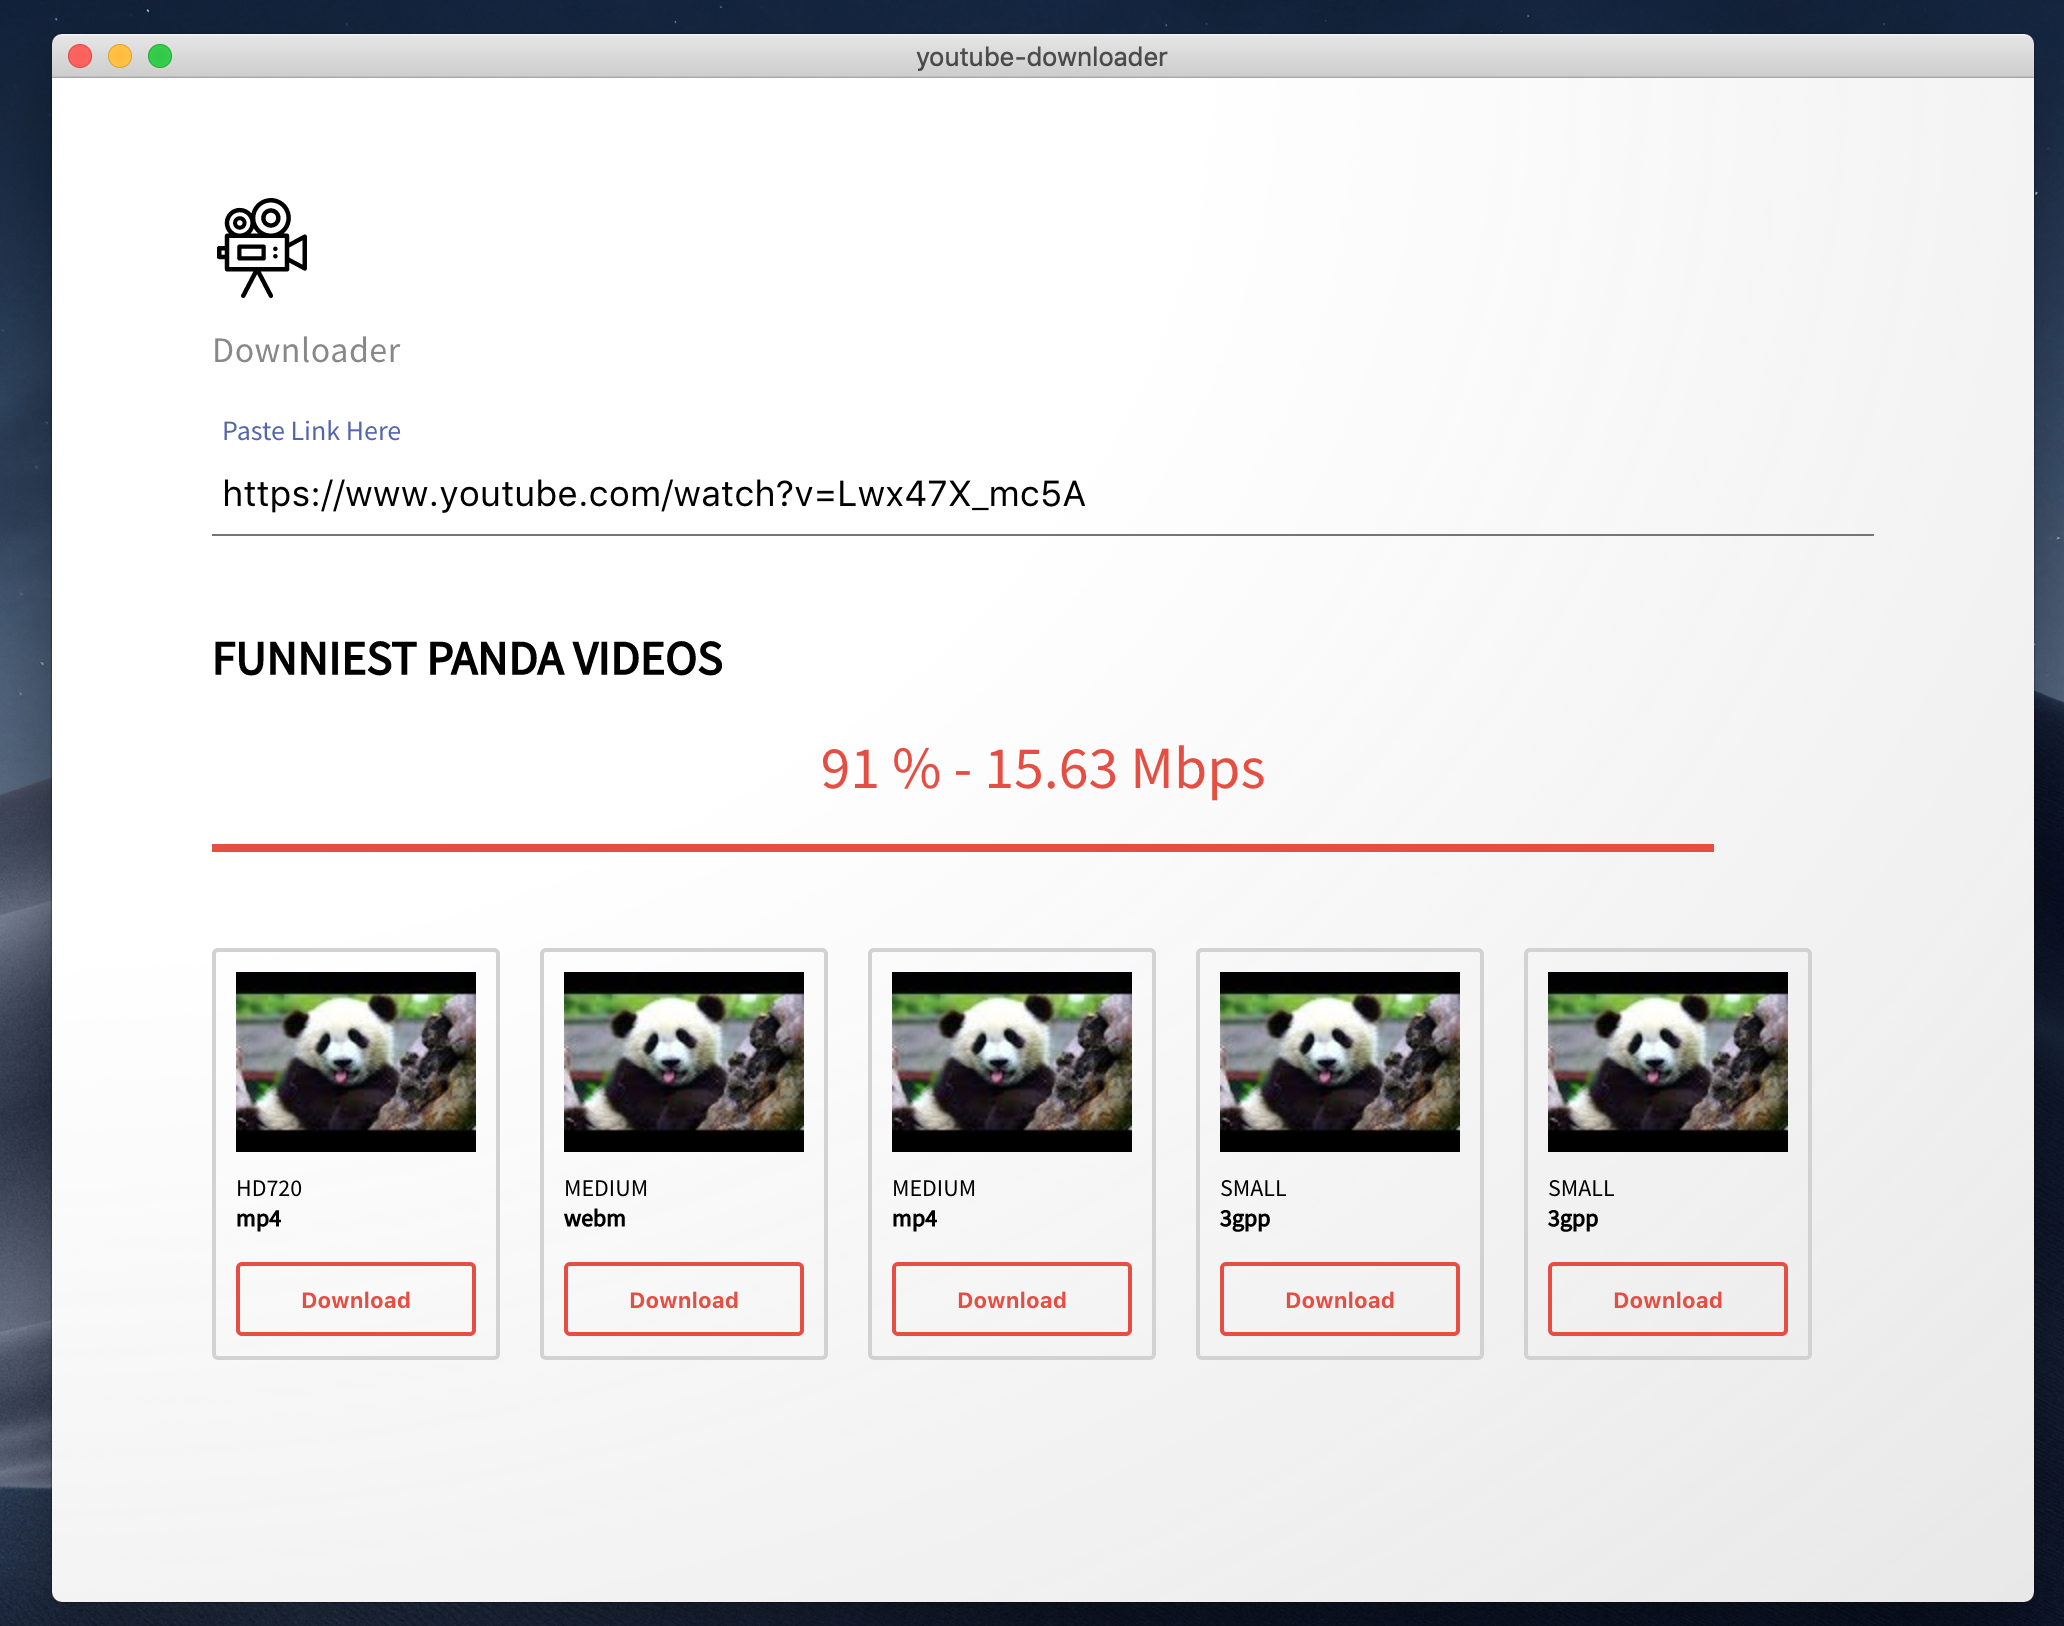 youtube-downloader
Downloader
Paste Link Here
https://www.youtube.com/watch?v=Lwx47X_mc5A
FUNNIEST PANDA VIDEOS
91 % - 15.63 Mbps
HD720
mp4
Download
MEDIUM
webm
Download
MEDIUM
mp4
Download
SMALL
3gpp
Download
SMALL
3gpp
Download